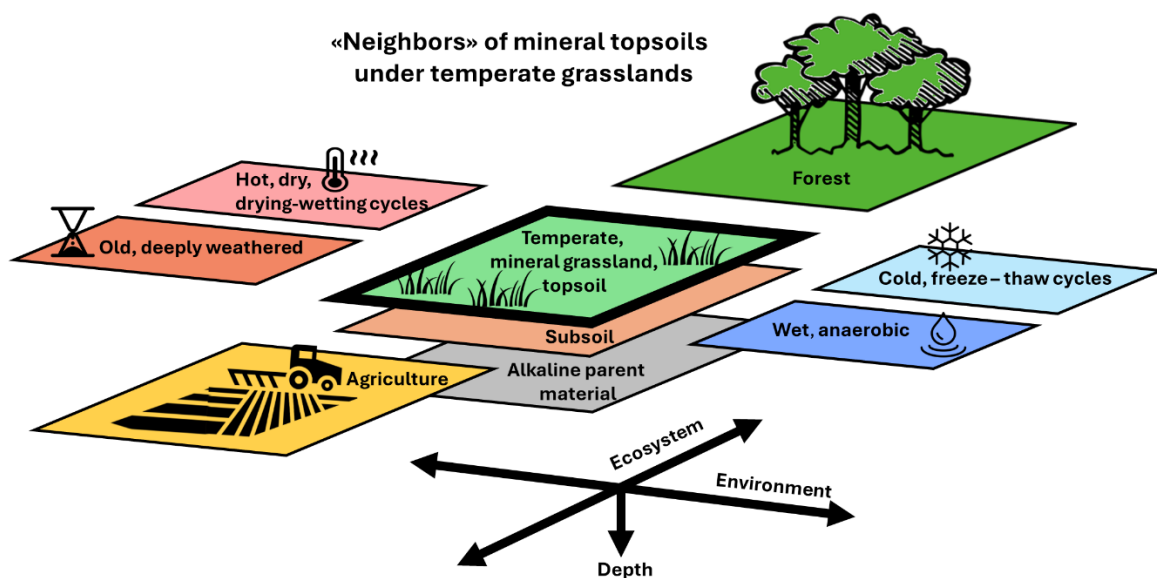 «Neighbors» of mineral topsoils
under temperate grasslands
Forest
Hot, dry,
drying-wetting cycles
Old, deeply weathered
Temperate,
mineral grassland,
topsoil
Cold, freeze – thaw cycles
Wet, anaerobic
Subsoil
Agriculture
Alkaline parent
material
Ecosystem
Environment
Depth